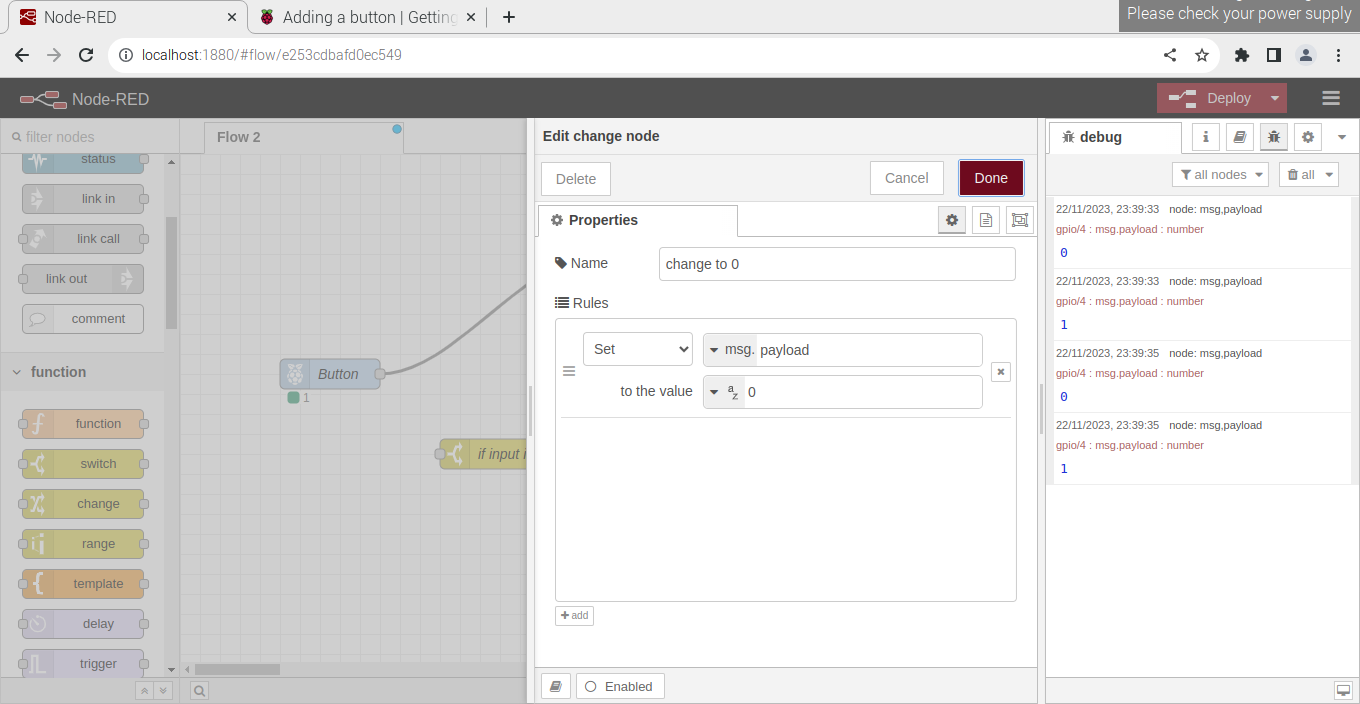 Node-RED
Adding a button | Getting
Please check your power supply
localhost:1880/#flow/e253cdbafd0ec549
Node-RED
Deploy
filter nodes
status
link in
link call
link out
comment
function
function
switch
change
range
template
delay
trigger
Flow 2
Button
1
if input
Edit change node
Delete
Cancel
Done
Properties
Name
change to 0
Rules
Set
msg. payload
to the value
az 0
add
Enabled
debug
all nodes
all
22/11/2023, 23:39:33 node: msg,payload
gpio/4 : msg.payload : number
0
22/11/2023, 23:39:33 node: msg,payload
gpio/4 : msg.payload : number
1
22/11/2023, 23:39:35 node: msg,payload
gpio/4 : msg.payload : number
0
22/11/2023, 23:39:35 node: msg,payload
gpio/4 : msg.payload : number
1